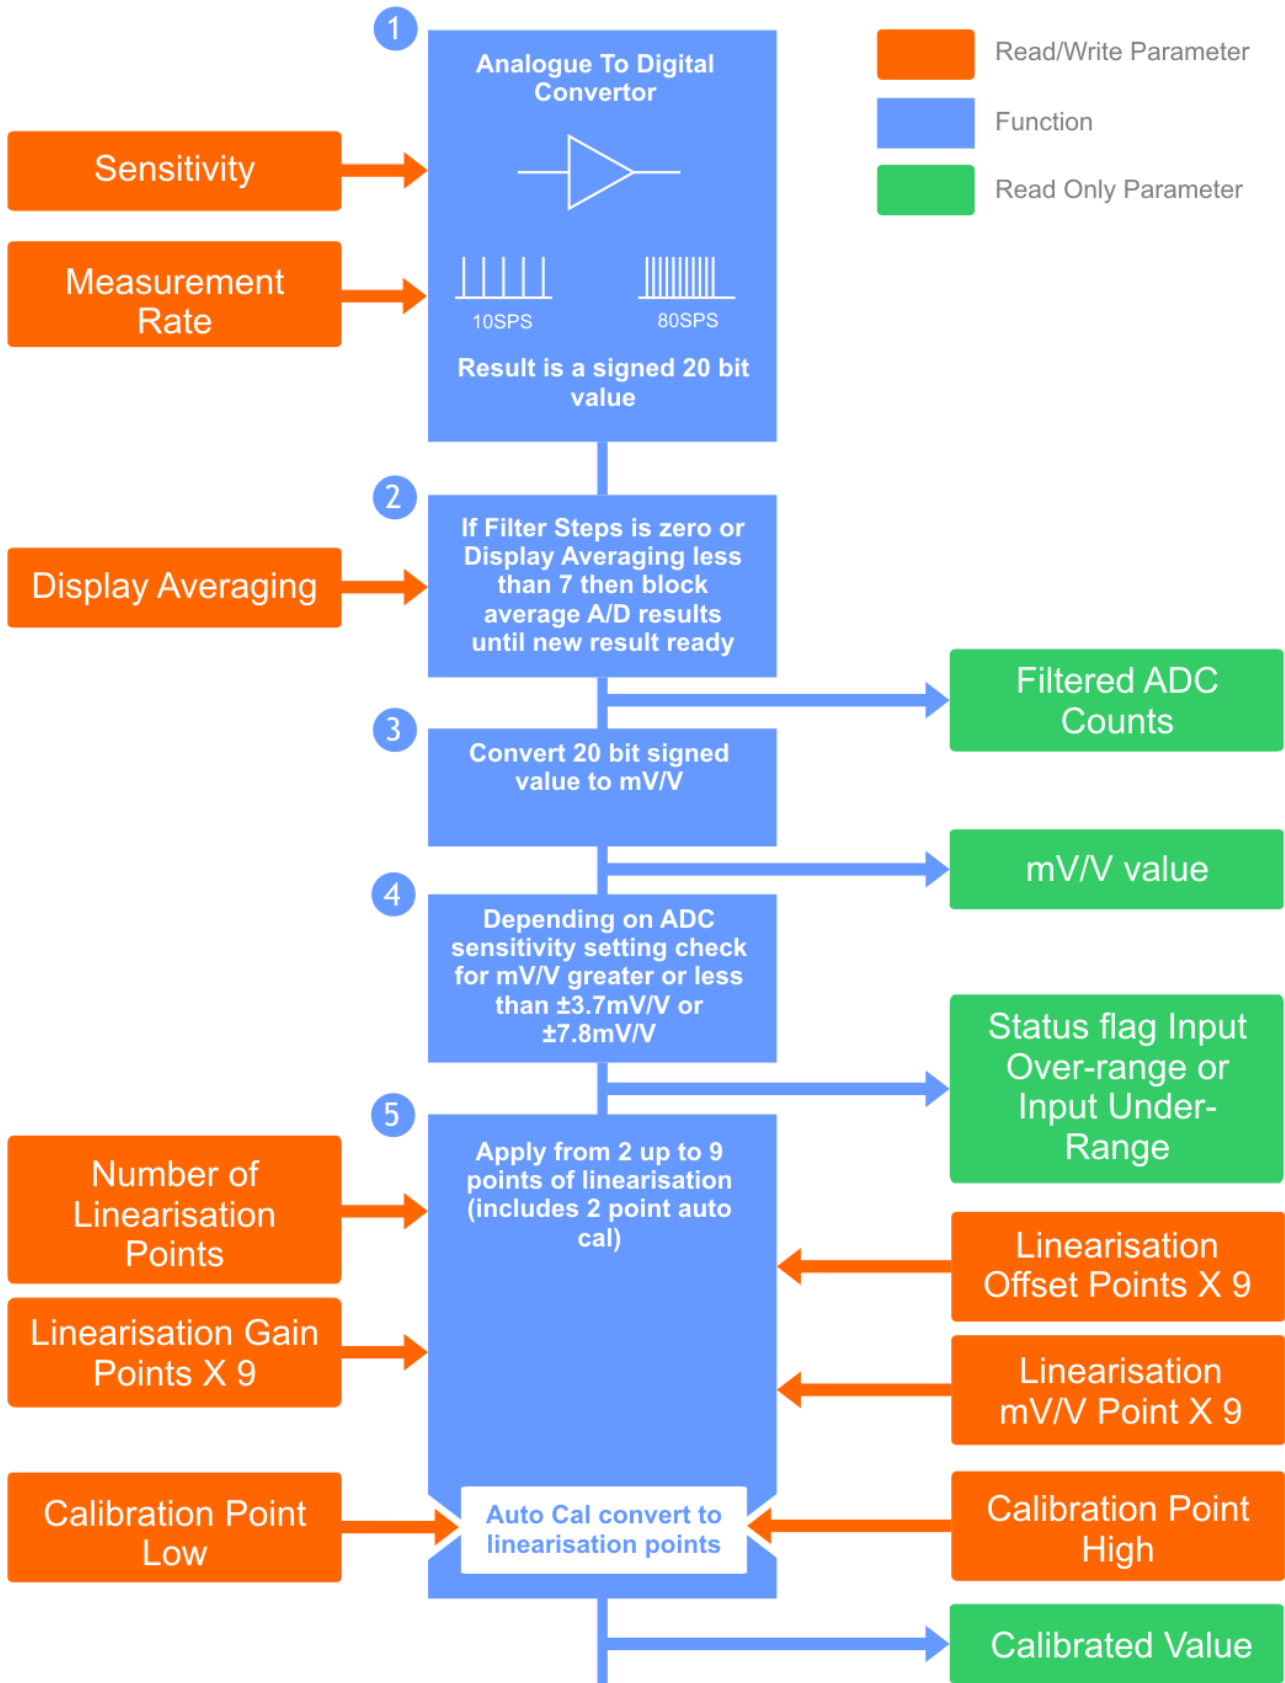 1
Analogue To Digital
Convertor
Read/Write Parameter
Function
Read Only Parameter
Sensitivity
Measurement
Rate
10SPS
80SPS
Result is a signed 20 bit
value
2
If Filter Steps is zero or
Display Averaging less
than 7 then block
average A/D results
until new result ready
Display Averaging
Filtered ADC
Counts
3
Convert 20 bit signed
value to mV/V
mV/V value
4
Depending on ADC
sensitivity setting check
for mV/V greater or less
than ±3.7mV/V or
±7.8mV/V
Status flag Input
Over-range or
Input Under-
Range
5
Apply from 2 up to 9
points of linearisation
(includes 2 point auto
cal)
Number of
Linearisation
Points
Linearisation
Offset Points X 9
Linearisation Gain
Points X 9
Linearisation
mV/V Point X 9
Calibration Point
Low
Auto Cal convert to
linearisation points
Calibration Point
High
Calibrated Value